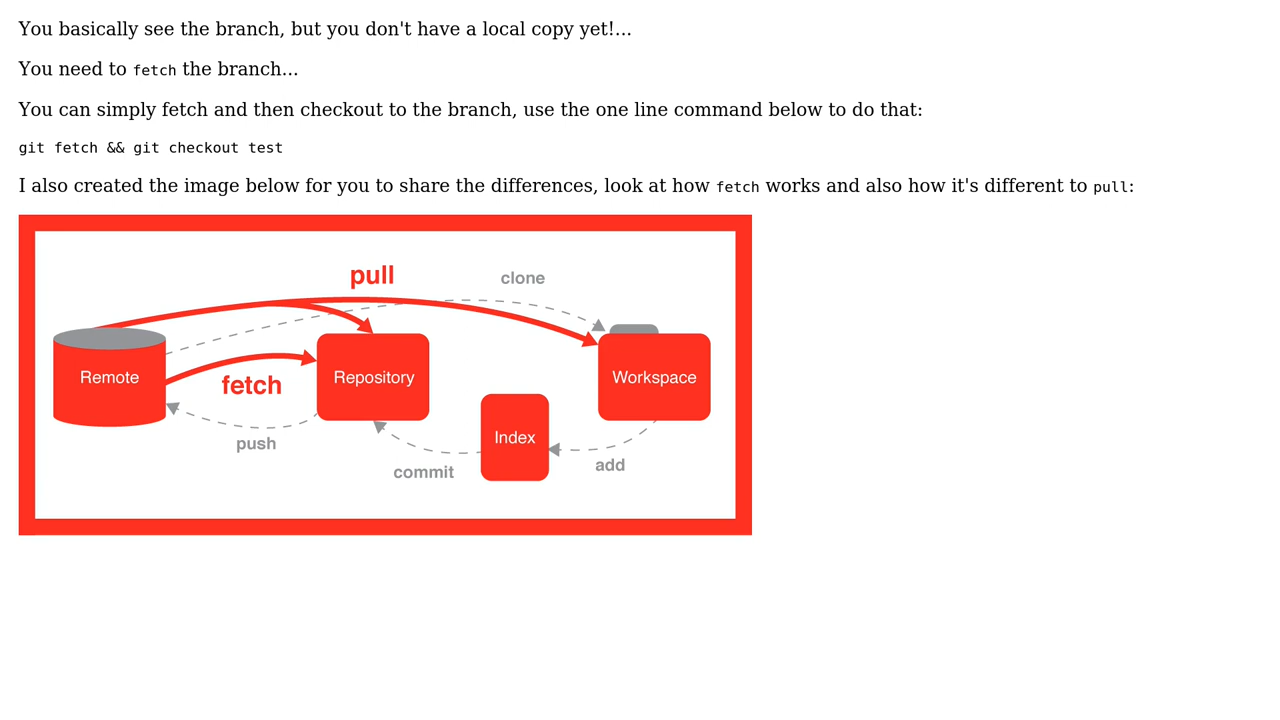 You basically see the branch, but you don't have a local copy yet!...
You need to fetch the branch...
You can simply fetch and then checkout to the branch, use the one line command below to do that:
git fetch && git checkout test
I also created the image below for you to share the differences, look at how fetch works and also how it's different to pull:
pull
clone
Remote
fetch
Repository
Workspace
Index
push
commit
add